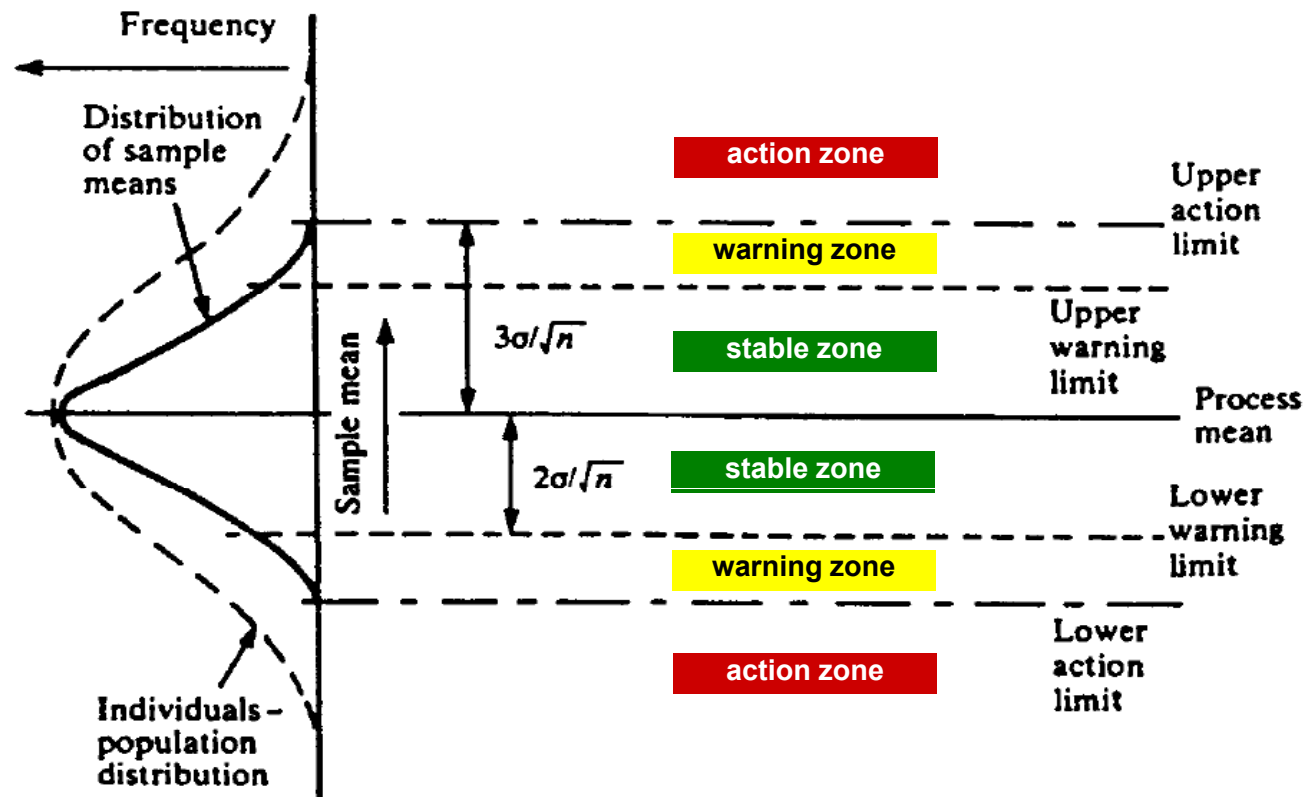 Frequency
Distribution
of sample
means
action zone
Upper
action
limit
warning zone
3σ/√n
Sample mean
stable zone
Upper
warning
limit
Process
mean
stable zone
2σ/√n
Lower
warning
limit
warning zone
Lower
action
limit
action zone
Individuals –
population
distribution